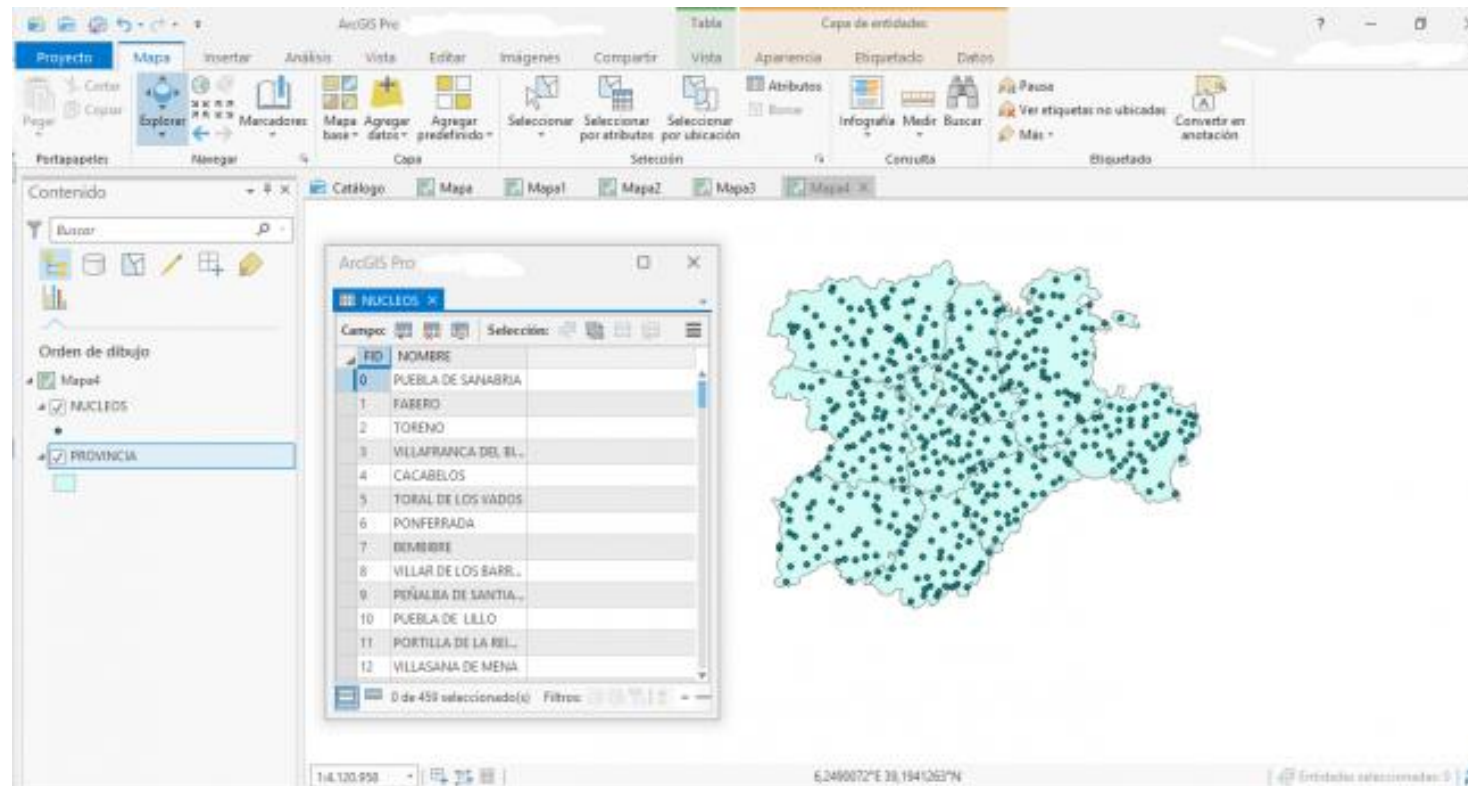 ArcGIS Pro
Tabla
Capa de entidades
?
Proyecto Mapa Insertar Análisis Vista Editar Imágenes Compartir Vista Apariencia Etiquetado Datos
Pegar
Cortar
Copiar
Explorar
Marcadores
Mapa base
Agregar datos
Agregar predefinido
Seleccionar
Seleccionar por atributos
Seleccionar por ubicación
Atributos
Borrar
Infografía
Medir
Buscar
Pausa
Ver etiquetas no ubicadas
Más
Convertir en anotación
Portapapeles Navegar Capa Selección Consulta Etiquetado
Contenido
Catálogo Mapa Mapa1 Mapa2 Mapa3 Mapa4
Buscar
Orden de dibujo
Mapa4
NUCLEOS
PROVINCIA
ArcGIS Pro
NUCLEOS
Campo: Selección:
FID NOMBRE
0 PUEBLA DE SANABRIA
1 FABERO
2 TORENO
3 VILLAFRANCA DEL BI...
4 CACABELOS
5 TORAL DE LOS VADOS
6 PONFERRADA
7 BEMBIBRE
8 VILLAR DE LOS BARR...
9 PEÑALBA DE SANTIA...
10 PUEBLA DE LILLO
11 PORTILLA DE LA REI...
12 VILLASANA DE MENA
0 de 459 seleccionado(s) Filtros:
1:4.120.958
6,2490072°E 39,1941263°N
Entidades seleccionadas: 0